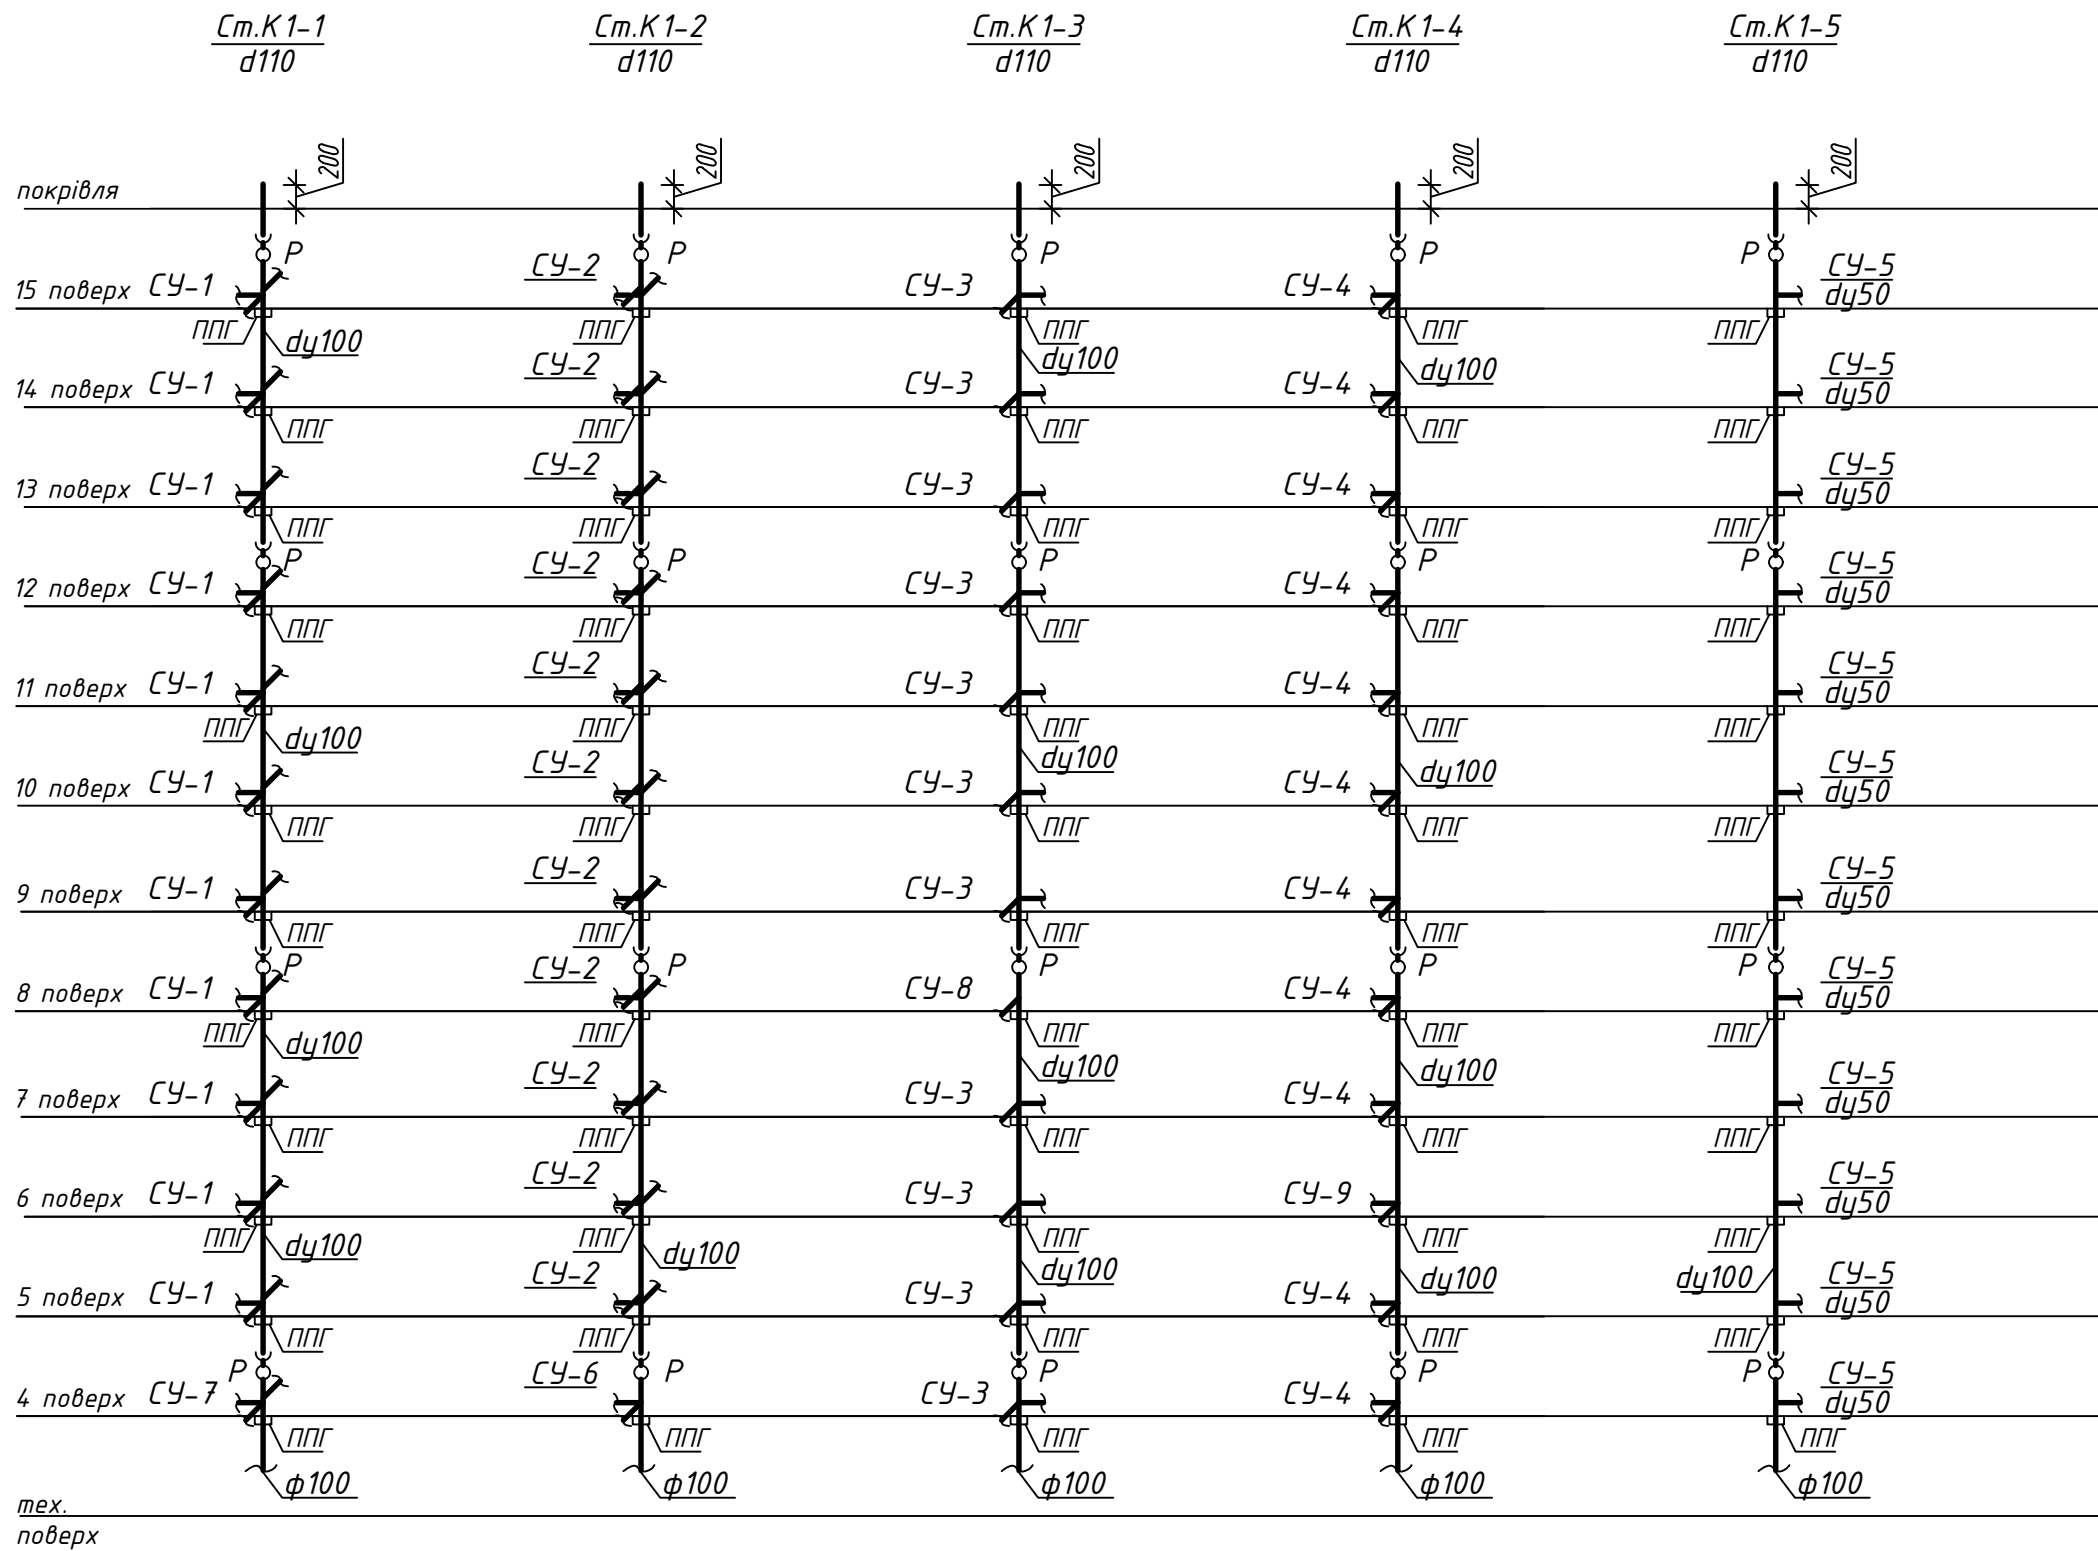 Ст.К1-1 Ст.К1-2 Ст.К1-3 Ст.К1-4 Ст.К1-5
d110 d110 d110 d110 d110
200 200 200 200 200
покрівля
Р Р Р Р Р
15 поверх СУ-1 СУ-2 СУ-3 СУ-4 СУ-5
dy50
ППГ ППГ ППГ ППГ ППГ
dy100 dy100 dy100
14 поверх СУ-1 СУ-2 СУ-3 СУ-4 СУ-5
dy50
ППГ ППГ ППГ ППГ ППГ
13 поверх СУ-1 СУ-2 СУ-3 СУ-4 СУ-5
dy50
ППГ ППГ ППГ ППГ ППГ
Р Р Р Р Р
12 поверх СУ-1 СУ-2 СУ-3 СУ-4 СУ-5
dy50
ППГ ППГ ППГ ППГ ППГ
11 поверх СУ-1 СУ-2 СУ-3 СУ-4 СУ-5
dy50
ППГ ППГ ППГ ППГ ППГ
dy100 dy100 dy100
10 поверх СУ-1 СУ-2 СУ-3 СУ-4 СУ-5
dy50
ППГ ППГ ППГ ППГ ППГ
9 поверх СУ-1 СУ-2 СУ-3 СУ-4 СУ-5
dy50
ППГ ППГ ППГ ППГ ППГ
Р Р Р Р Р
8 поверх СУ-1 СУ-2 СУ-8 СУ-4 СУ-5
dy50
ППГ ППГ ППГ ППГ ППГ
dy100 dy100 dy100
7 поверх СУ-1 СУ-2 СУ-3 СУ-4 СУ-5
dy50
ППГ ППГ ППГ ППГ ППГ
6 поверх СУ-1 СУ-2 СУ-3 СУ-9 СУ-5
dy50
ППГ ППГ ППГ ППГ ППГ
dy100 dy100 dy100 dy100 dy100
5 поверх СУ-1 СУ-2 СУ-3 СУ-4 СУ-5
dy50
ППГ ППГ ППГ ППГ ППГ
Р Р Р Р Р
4 поверх СУ-7 СУ-6 СУ-3 СУ-4 СУ-5
dy50
ППГ ППГ ППГ ППГ ППГ
ф100 ф100 ф100 ф100 ф100
тех.
поверх